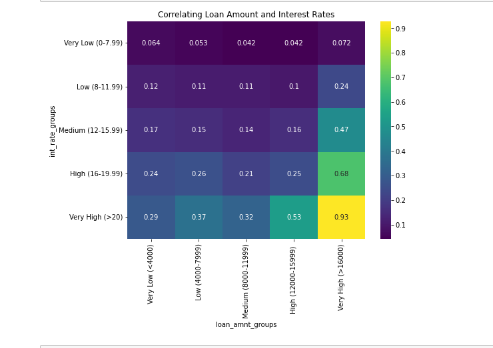 Correlating Loan Amount and Interest Rates
Very Low (0-7.99) 0.064 0.053 0.042 0.042 0.072
Low (8-11.99) 0.12 0.11 0.11 0.1 0.24
Medium (12-15.99) 0.17 0.15 0.14 0.16 0.47
High (16-19.99) 0.24 0.26 0.21 0.25 0.68
Very High (>20) 0.29 0.37 0.32 0.53 0.93
int_rate_groups
Very Low (<4000)
Low (4000-7999)
Medium (8000-11999)
High (12000-15999)
Very High (>16000)
loan_amnt_groups
0.9
0.8
0.7
0.6
0.5
0.4
0.3
0.2
0.1